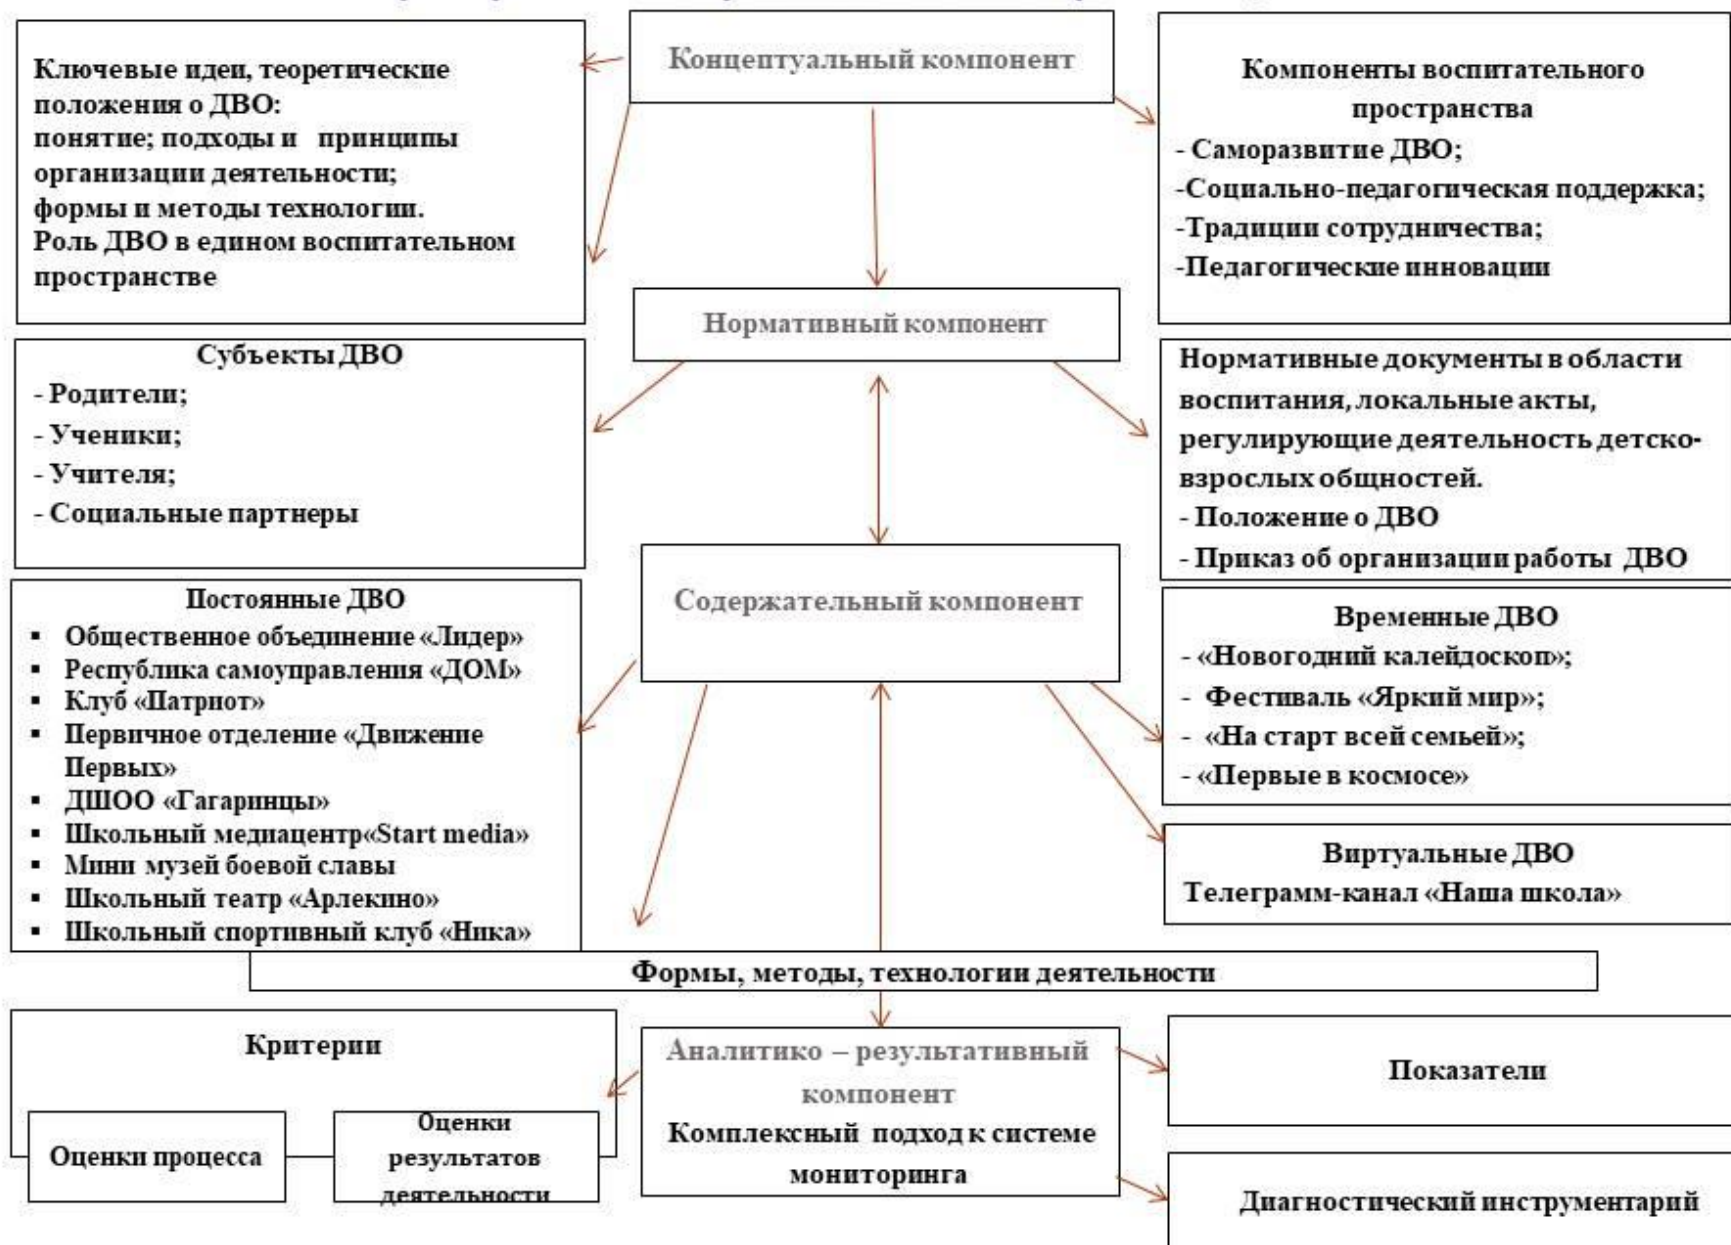 Концептуальный компонент
Ключевые идеи, теоретические
положения о ДВО:
понятие; подходы и принципы
организации деятельности;
формы и методы технологии.
Роль ДВО в едином воспитательном
пространстве
Компоненты воспитательного
пространства
- Саморазвитие ДВО;
-Социально-педагогическая поддержка;
-Традиции сотрудничества;
-Педагогические инновации
Нормативный компонент
Субъекты ДВО
- Родители;
- Ученики;
- Учителя;
- Социальные партнеры
Нормативные документы в области
воспитания, локальные акты,
регулирующие деятельность детско-
взрослых общностей.
- Положение о ДВО
- Приказ об организации работы ДВО
Содержательный компонент
Постоянные ДВО
▪ Общественное объединение «Лидер»
▪ Республика самоуправления «ДОМ»
▪ Клуб «Патриот»
▪ Первичное отделение «Движение
Первых»
▪ ДШОО «Гагаринцы»
▪ Школьный медиацентр«Start media»
▪ Мини музей боевой славы
▪ Школьный театр «Арлекино»
▪ Школьный спортивный клуб «Ника»
Временные ДВО
- «Новогодний калейдоскоп»;
- Фестиваль «Яркий мир»;
- «На старт всей семьей»;
- «Первые в космосе»
Виртуальные ДВО
Телеграмм-канал «Наша школа»
Формы, методы, технологии деятельности
Критерии
Оценки процесса
Оценки
результатов
деятельности
Аналитико – результативный
компонент
Комплексный подход к системе
мониторинга
Показатели
Диагностический инструментарий